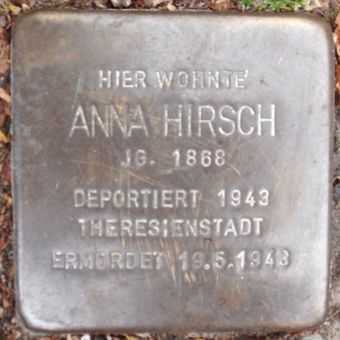 HIER WOHNTE
ANNA HIRSCH
JG. 1868
DEPORTIERT 1943
THERESIENSTADT
ERMORDET 19.5.1943